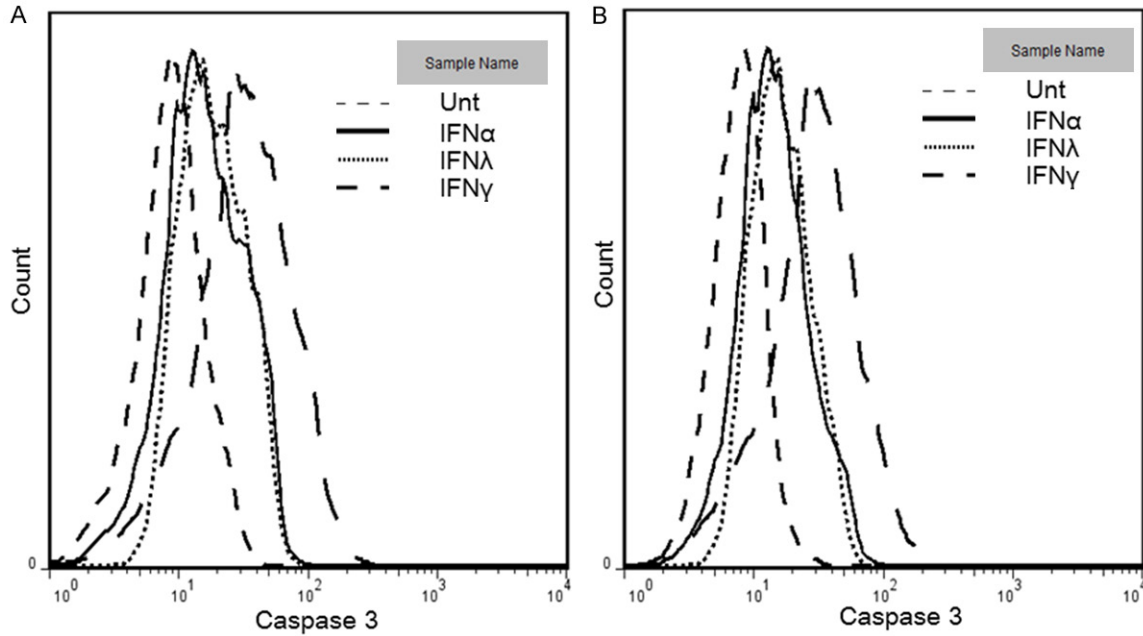 A
Sample Name
Unt
IFNα
IFNλ
IFNγ
Count
0
10⁰ 10¹ 10² 10³ 10⁴
Caspase 3
B
Sample Name
Unt
IFNα
IFNλ
IFNγ
Count
0
10⁰ 10¹ 10² 10³ 10⁴
Caspase 3